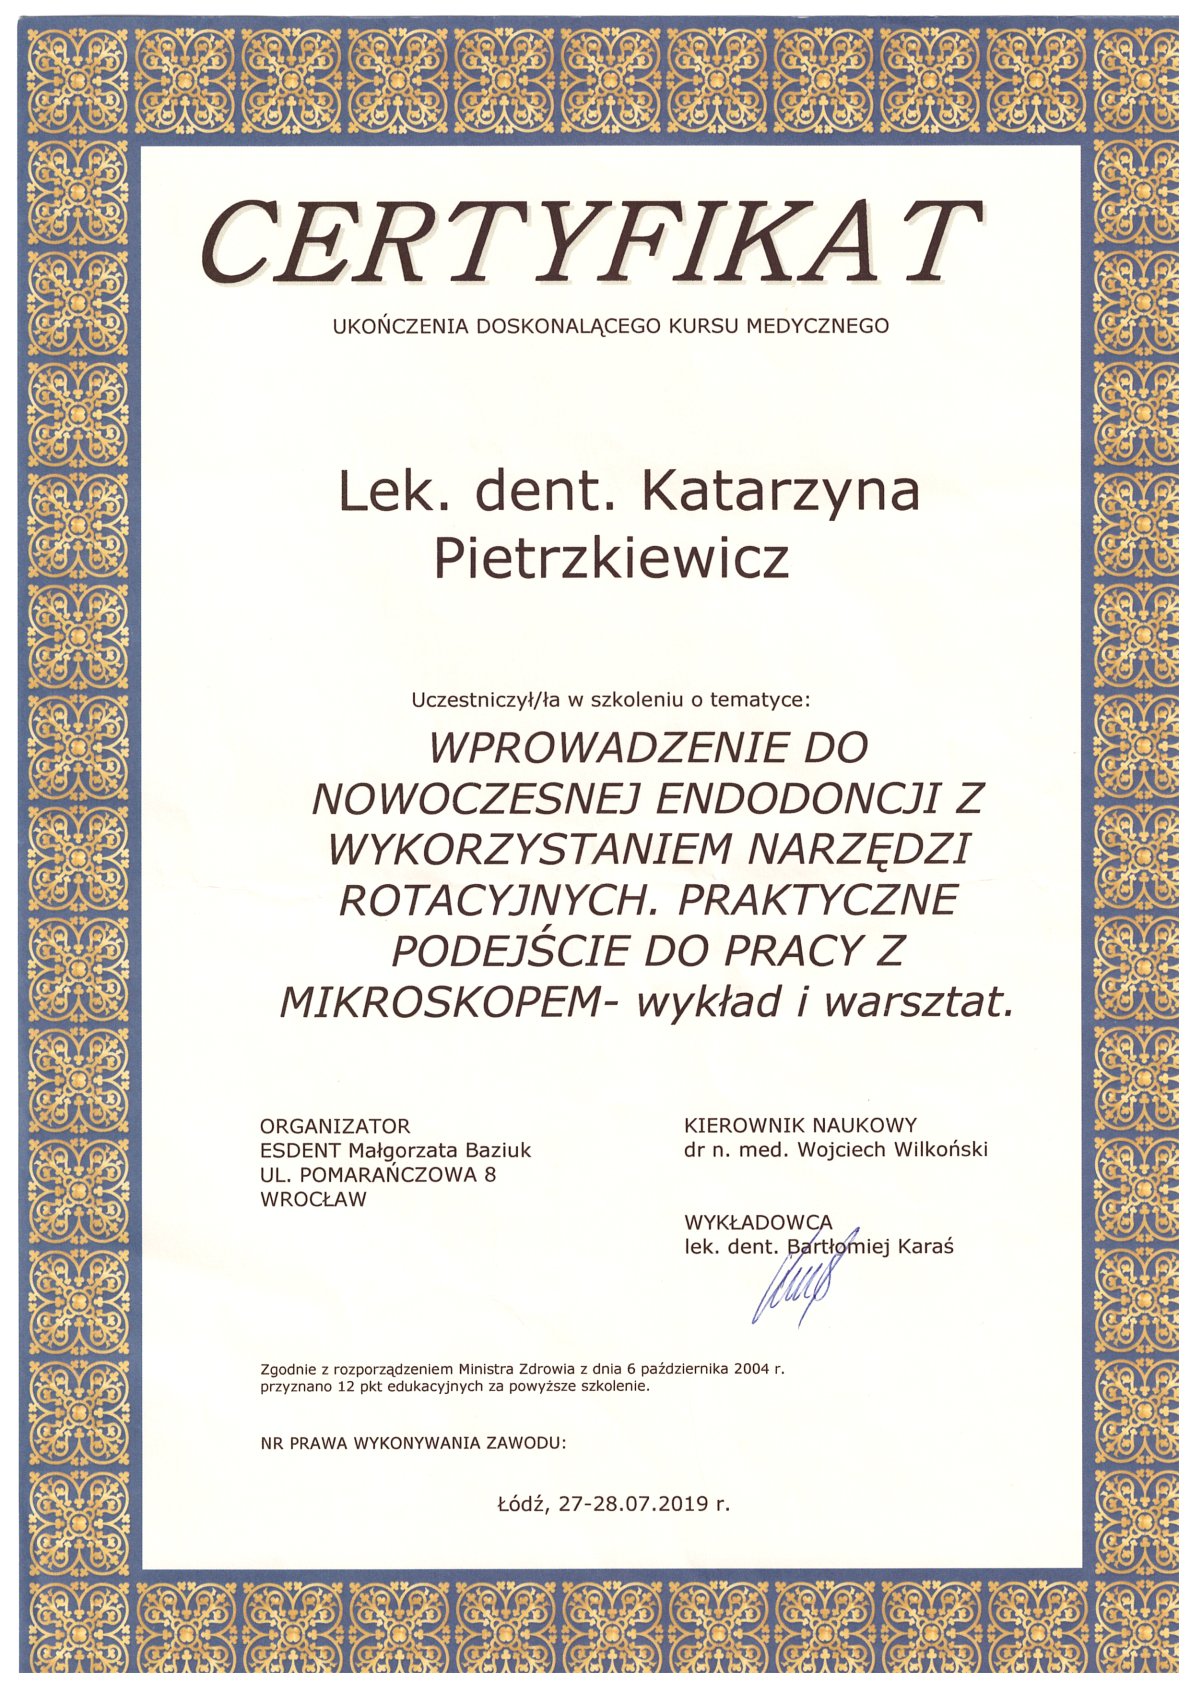 CERTYFIKAT
UKOŃCZENIA DOSKONALĄCEGO KURSU MEDYCZNEGO
Lek. dent. Katarzyna
Pietrzkiewicz
Uczestniczył/ła w szkoleniu o tematyce:
WPROWADZENIE DO
NOWOCZESNEJ ENDODONCJI Z
WYKORZYSTANIEM NARZĘDZI
ROTACYJNYCH. PRAKTYCZNE
PODEJŚCIE DO PRACY Z
MIKROSKOPEM- wykład i warsztat.
ORGANIZATOR
ESDENT Małgorzata Baziuk
UL. POMARAŃCZOWA 8
WROCŁAW
KIEROWNIK NAUKOWY
dr n. med. Wojciech Wilkoński
WYKŁADOWCA
lek. dent. Bartłomiej Karaś
Zgodnie z rozporządzeniem Ministra Zdrowia z dnia 6 października 2004 r.
przyznano 12 pkt edukacyjnych za powyższe szkolenie.
NR PRAWA WYKONYWANIA ZAWODU:
Łódź, 27-28.07.2019 r.